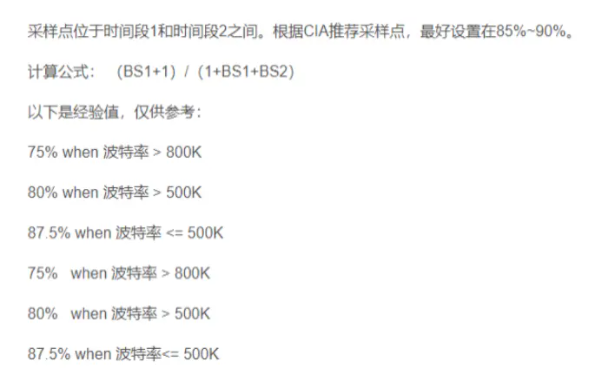 采样点位于时间段1和时间段2之间。根据CIA推荐采样点，最好设置在85%~90%。
计算公式： （BS1+1）/（1+BS1+BS2）
以下是经验值，仅供参考：
75% when 波特率 > 800K
80% when 波特率 > 500K
87.5% when 波特率 <= 500K
75%   when 波特率 > 800K
80%   when 波特率 > 500K
87.5% when 波特率<= 500K